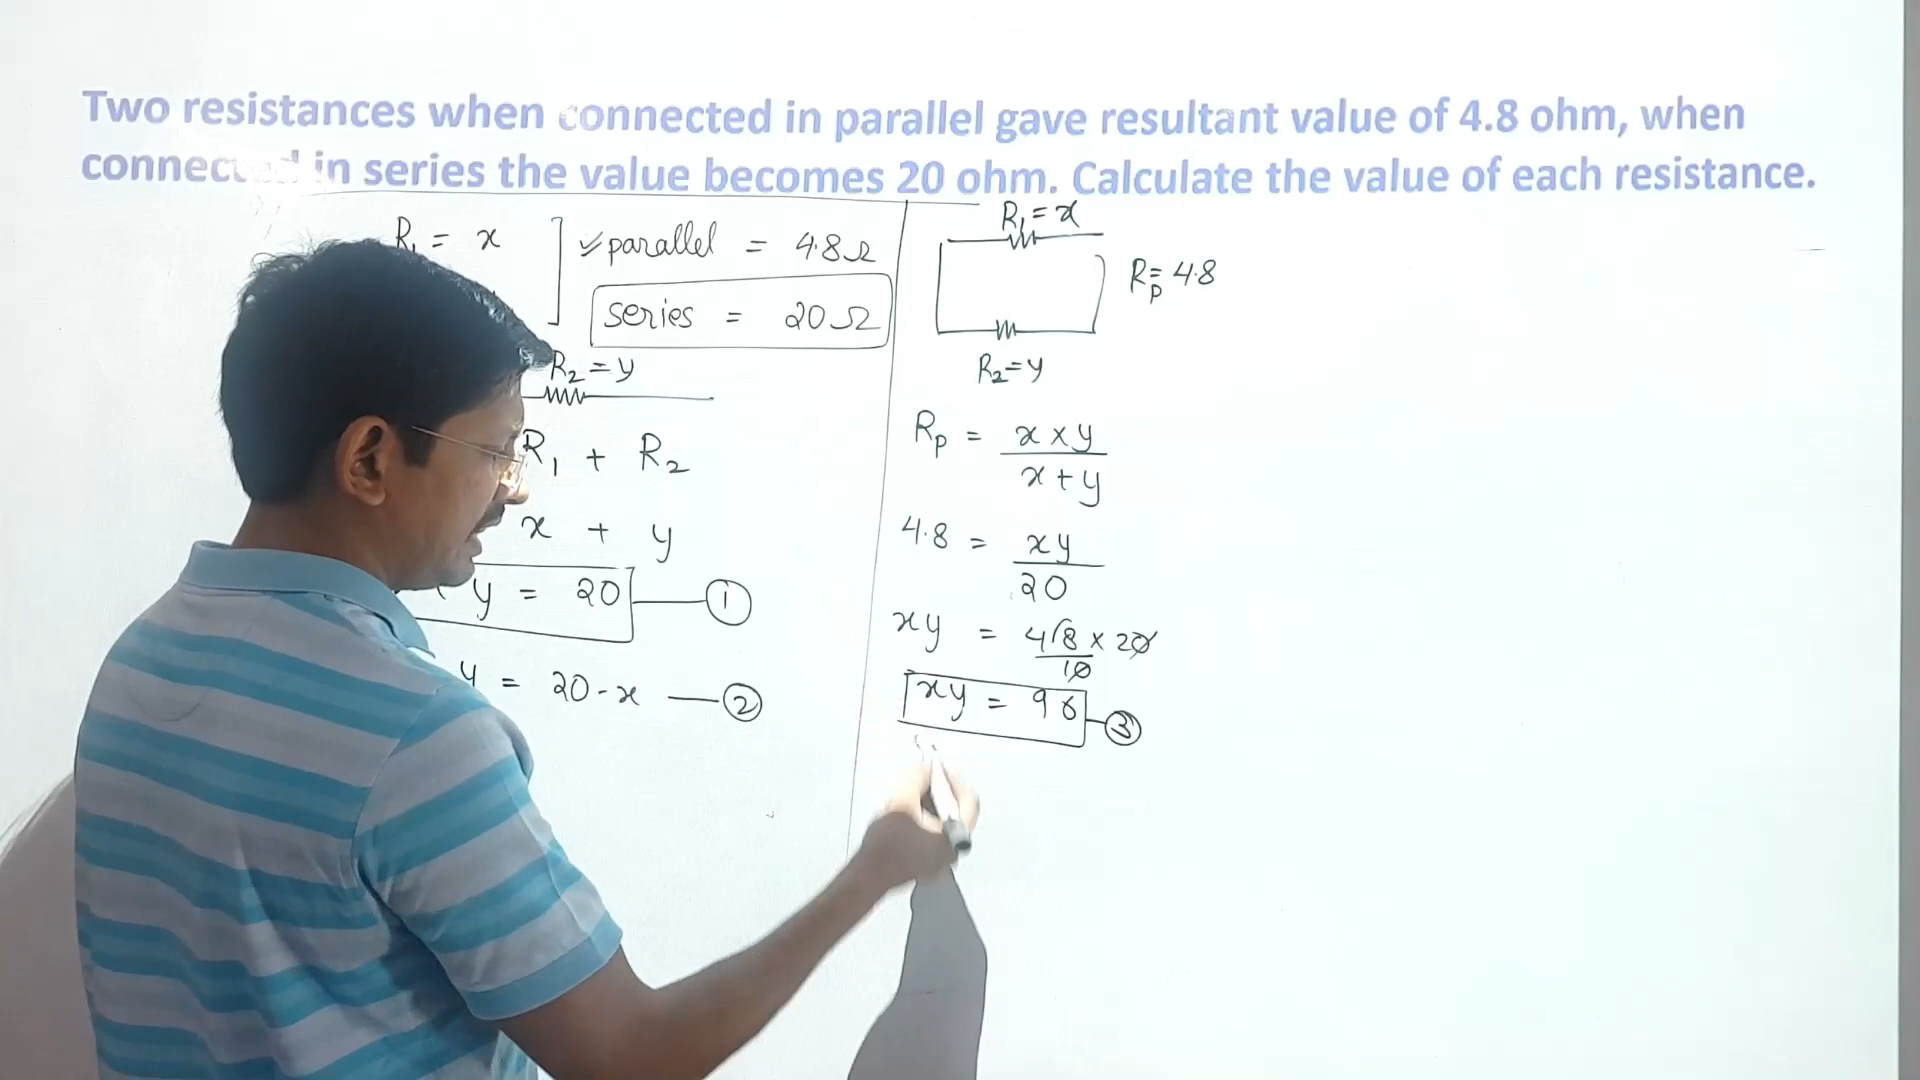 Two resistances when connected in parallel gave resultant value of 4.8 ohm, when
connected in series the value becomes 20 ohm. Calculate the value of each resistance.
R₁ = x
✓parallel = 4.8Ω
series = 20Ω
R₂ = y
R₁ + R₂
x + y
y = 20 — ①
y = 20 - x — ②
R₁ = x
Rp = 4.8
R₂ = y
Rp = x × y
x + y
4.8 = xy
20
xy = 48 × 20
10
xy = 96 — ③